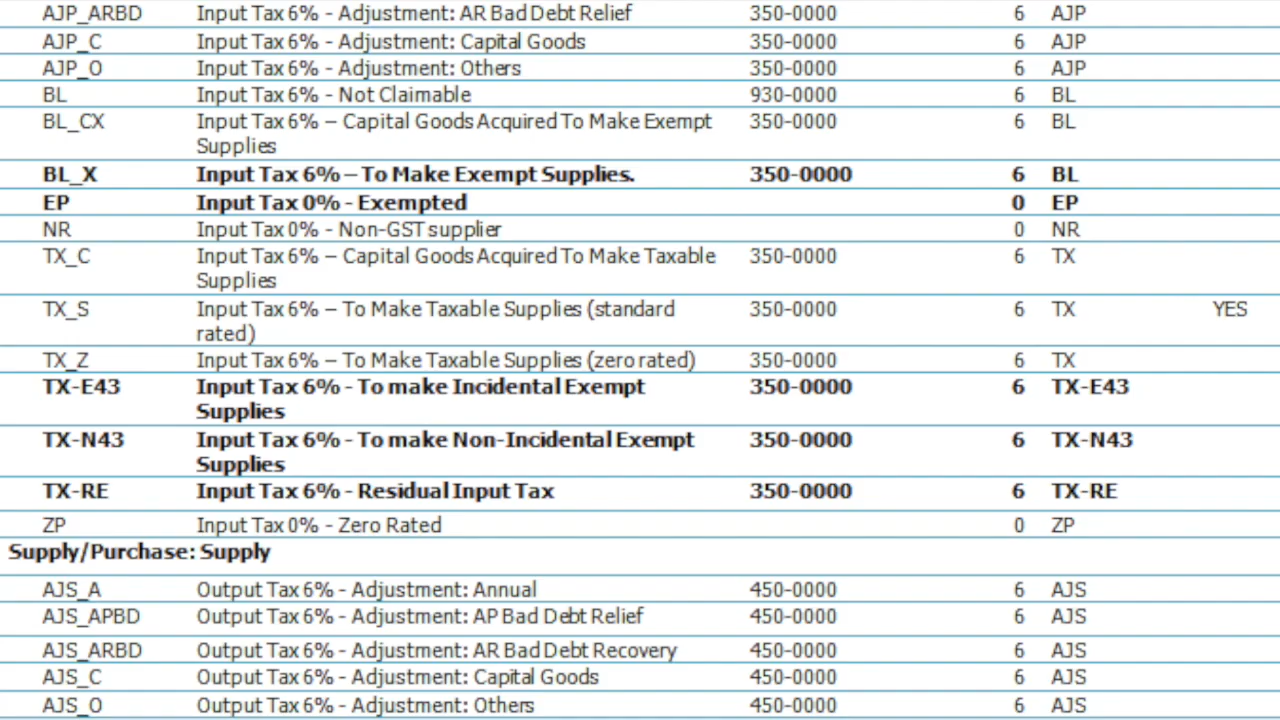 AJP_ARBD Input Tax 6% - Adjustment: AR Bad Debt Relief 350-0000 6 AJP
AJP_C Input Tax 6% - Adjustment: Capital Goods 350-0000 6 AJP
AJP_O Input Tax 6% - Adjustment: Others 350-0000 6 AJP
BL Input Tax 6% - Not Claimable 930-0000 6 BL
BL_CX Input Tax 6% – Capital Goods Acquired To Make Exempt 350-0000 6 BL
Supplies
BL_X Input Tax 6% – To Make Exempt Supplies. 350-0000 6 BL
EP Input Tax 0% - Exempted 0 EP
NR Input Tax 0% - Non-GST supplier 0 NR
TX_C Input Tax 6% – Capital Goods Acquired To Make Taxable 350-0000 6 TX
Supplies
TX_S Input Tax 6% – To Make Taxable Supplies (standard 350-0000 6 TX YES
rated)
TX_Z Input Tax 6% – To Make Taxable Supplies (zero rated) 350-0000 6 TX
TX-E43 Input Tax 6% - To make Incidental Exempt 350-0000 6 TX-E43
Supplies
TX-N43 Input Tax 6% - To make Non-Incidental Exempt 350-0000 6 TX-N43
Supplies
TX-RE Input Tax 6% - Residual Input Tax 350-0000 6 TX-RE
ZP Input Tax 0% - Zero Rated 0 ZP
Supply/Purchase: Supply
AJS_A Output Tax 6% - Adjustment: Annual 450-0000 6 AJS
AJS_APBD Output Tax 6% - Adjustment: AP Bad Debt Relief 450-0000 6 AJS
AJS_ARBD Output Tax 6% - Adjustment: AR Bad Debt Recovery 450-0000 6 AJS
AJS_C Output Tax 6% - Adjustment: Capital Goods 450-0000 6 AJS
AJS_O Output Tax 6% - Adjustment: Others 450-0000 6 AJS